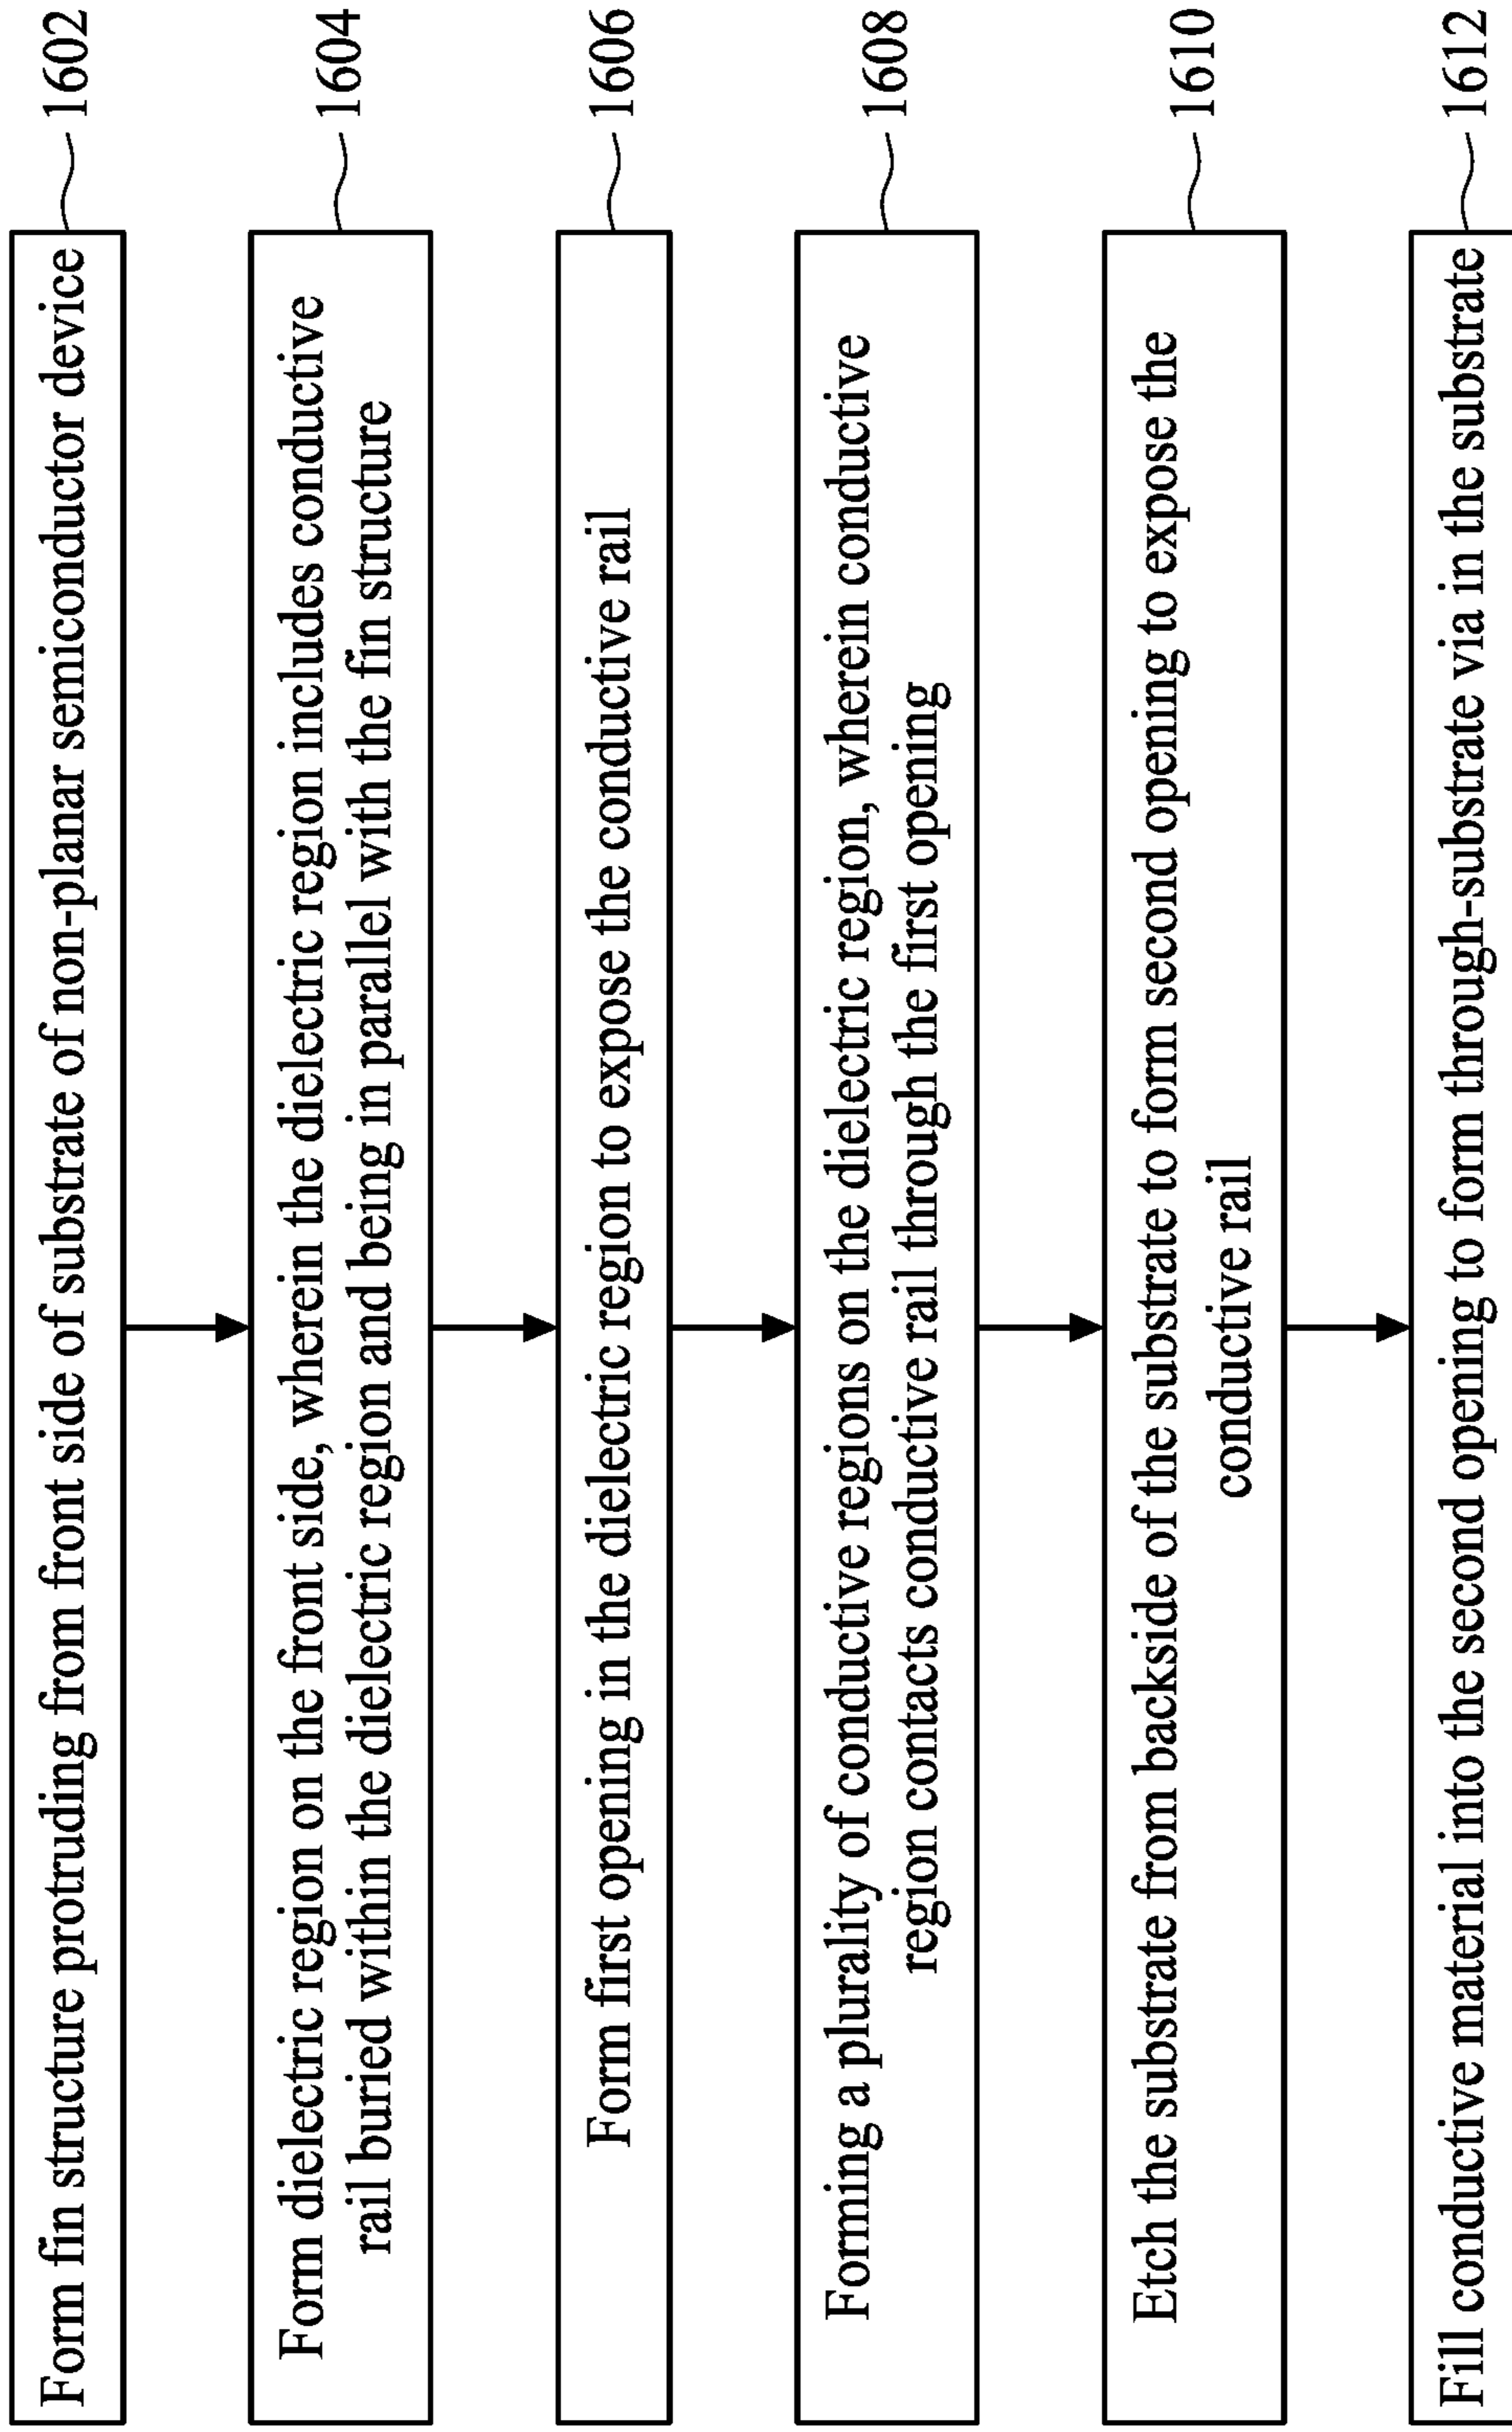 Form fin structure protruding from front side of substrate of non-planar semiconductor device
1602
Form dielectric region on the front side, wherein the dielectric region includes conductive
rail buried within the dielectric region and being in parallel with the fin structure
1604
Form first opening in the dielectric region to expose the conductive rail
1606
Forming a plurality of conductive regions on the dielectric region, wherein conductive
region contacts conductive rail through the first opening
1608
Etch the substrate from backside of the substrate to form second opening to expose the
conductive rail
1610
Fill conductive material into the second opening to form through-substrate via in the substrate
1612